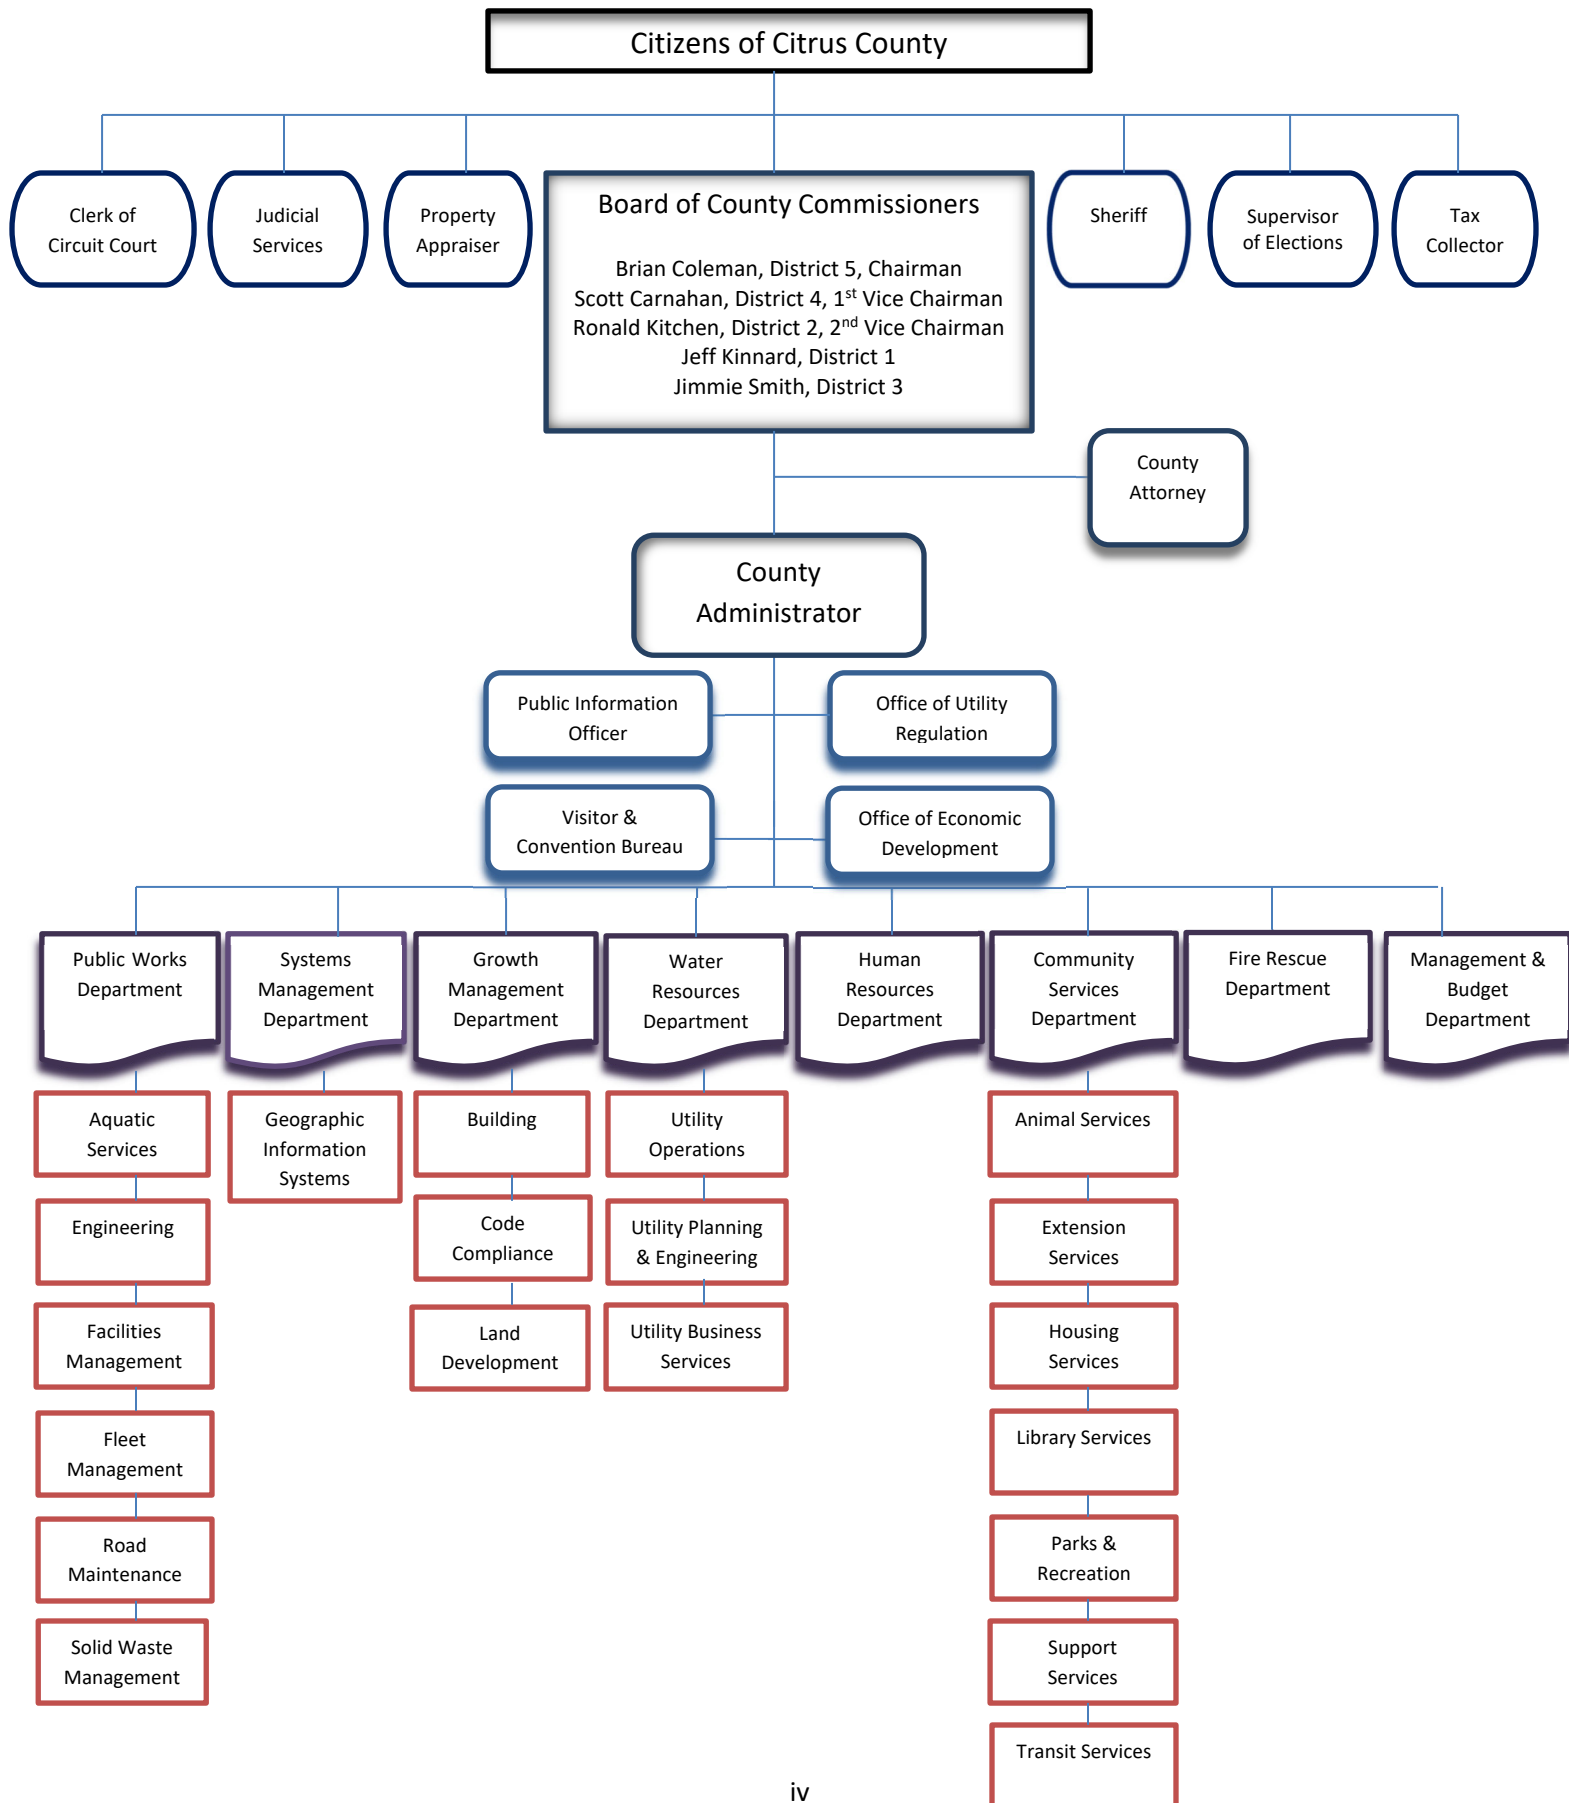 Citizens of Citrus County
Clerk of
Circuit Court
Judicial
Services
Property
Appraiser
Board of County Commissioners
Brian Coleman, District 5, Chairman
Scott Carnahan, District 4, 1st Vice Chairman
Ronald Kitchen, District 2, 2nd Vice Chairman
Jeff Kinnard, District 1
Jimmie Smith, District 3
Sheriff
Supervisor
of Elections
Tax
Collector
County
Attorney
County
Administrator
Public Information
Officer
Office of Utility
Regulation
Visitor &
Convention Bureau
Office of Economic
Development
Public Works
Department
Systems
Management
Department
Growth
Management
Department
Water
Resources
Department
Human
Resources
Department
Community
Services
Department
Fire Rescue
Department
Management &
Budget
Department
Aquatic
Services
Engineering
Facilities
Management
Fleet
Management
Road
Maintenance
Solid Waste
Management
Geographic
Information
Systems
Building
Code
Compliance
Land
Development
Utility
Operations
Utility Planning
& Engineering
Utility Business
Services
Animal Services
Extension
Services
Housing
Services
Library Services
Parks &
Recreation
Support
Services
Transit Services
iv